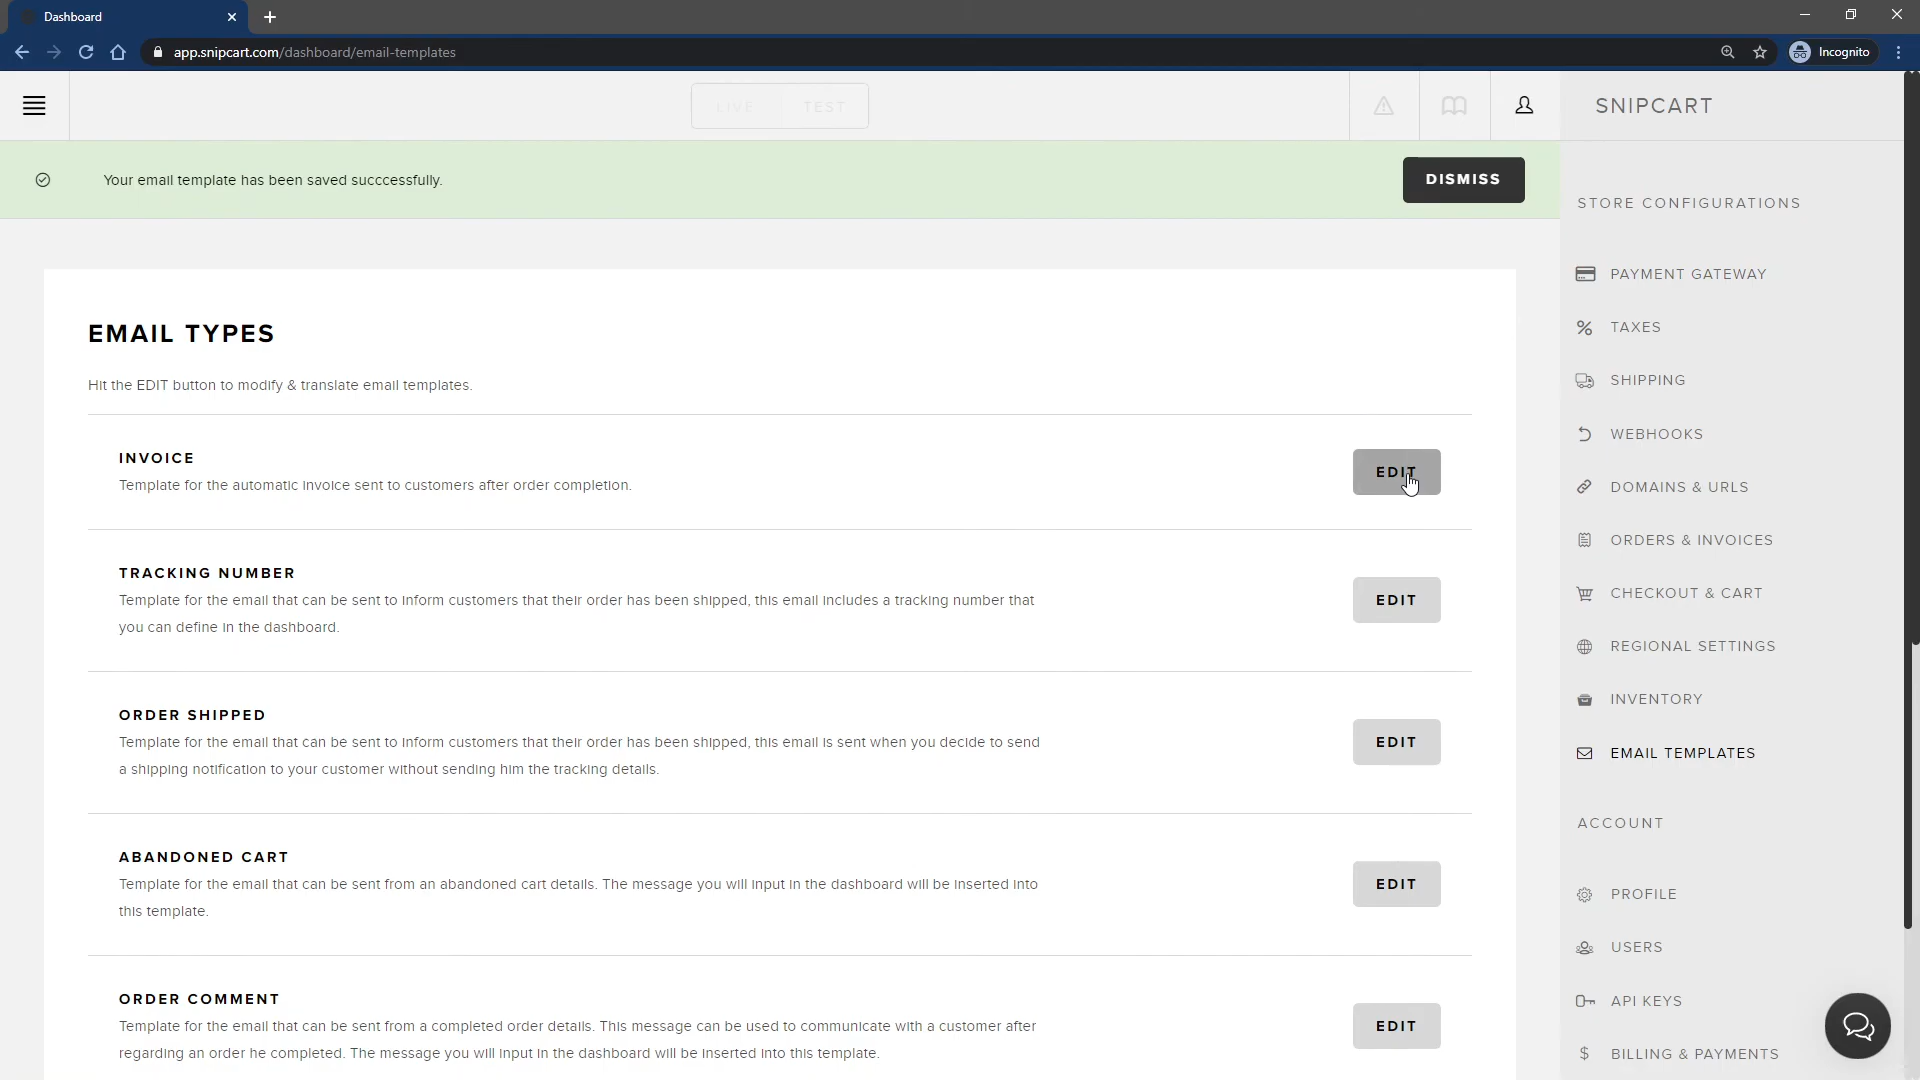 Dashboard
app.snipcart.com/dashboard/email-templates
Incognito
LIVE TEST
SNIPCART
Your email template has been saved succcessfully.
DISMISS
EMAIL TYPES
Hit the EDIT button to modify & translate email templates.
INVOICE
Template for the automatic invoice sent to customers after order completion.
EDIT
TRACKING NUMBER
Template for the email that can be sent to inform customers that their order has been shipped, this email includes a tracking number that
you can define in the dashboard.
EDIT
ORDER SHIPPED
Template for the email that can be sent to inform customers that their order has been shipped, this email is sent when you decide to send
a shipping notification to your customer without sending him the tracking details.
EDIT
ABANDONED CART
Template for the email that can be sent from an abandoned cart details. The message you will input in the dashboard will be inserted into
this template.
EDIT
ORDER COMMENT
Template for the email that can be sent from a completed order details. This message can be used to communicate with a customer after
regarding an order he completed. The message you will input in the dashboard will be inserted into this template.
EDIT
STORE CONFIGURATIONS
PAYMENT GATEWAY
TAXES
SHIPPING
WEBHOOKS
DOMAINS & URLS
ORDERS & INVOICES
CHECKOUT & CART
REGIONAL SETTINGS
INVENTORY
EMAIL TEMPLATES
ACCOUNT
PROFILE
USERS
API KEYS
BILLING & PAYMENTS